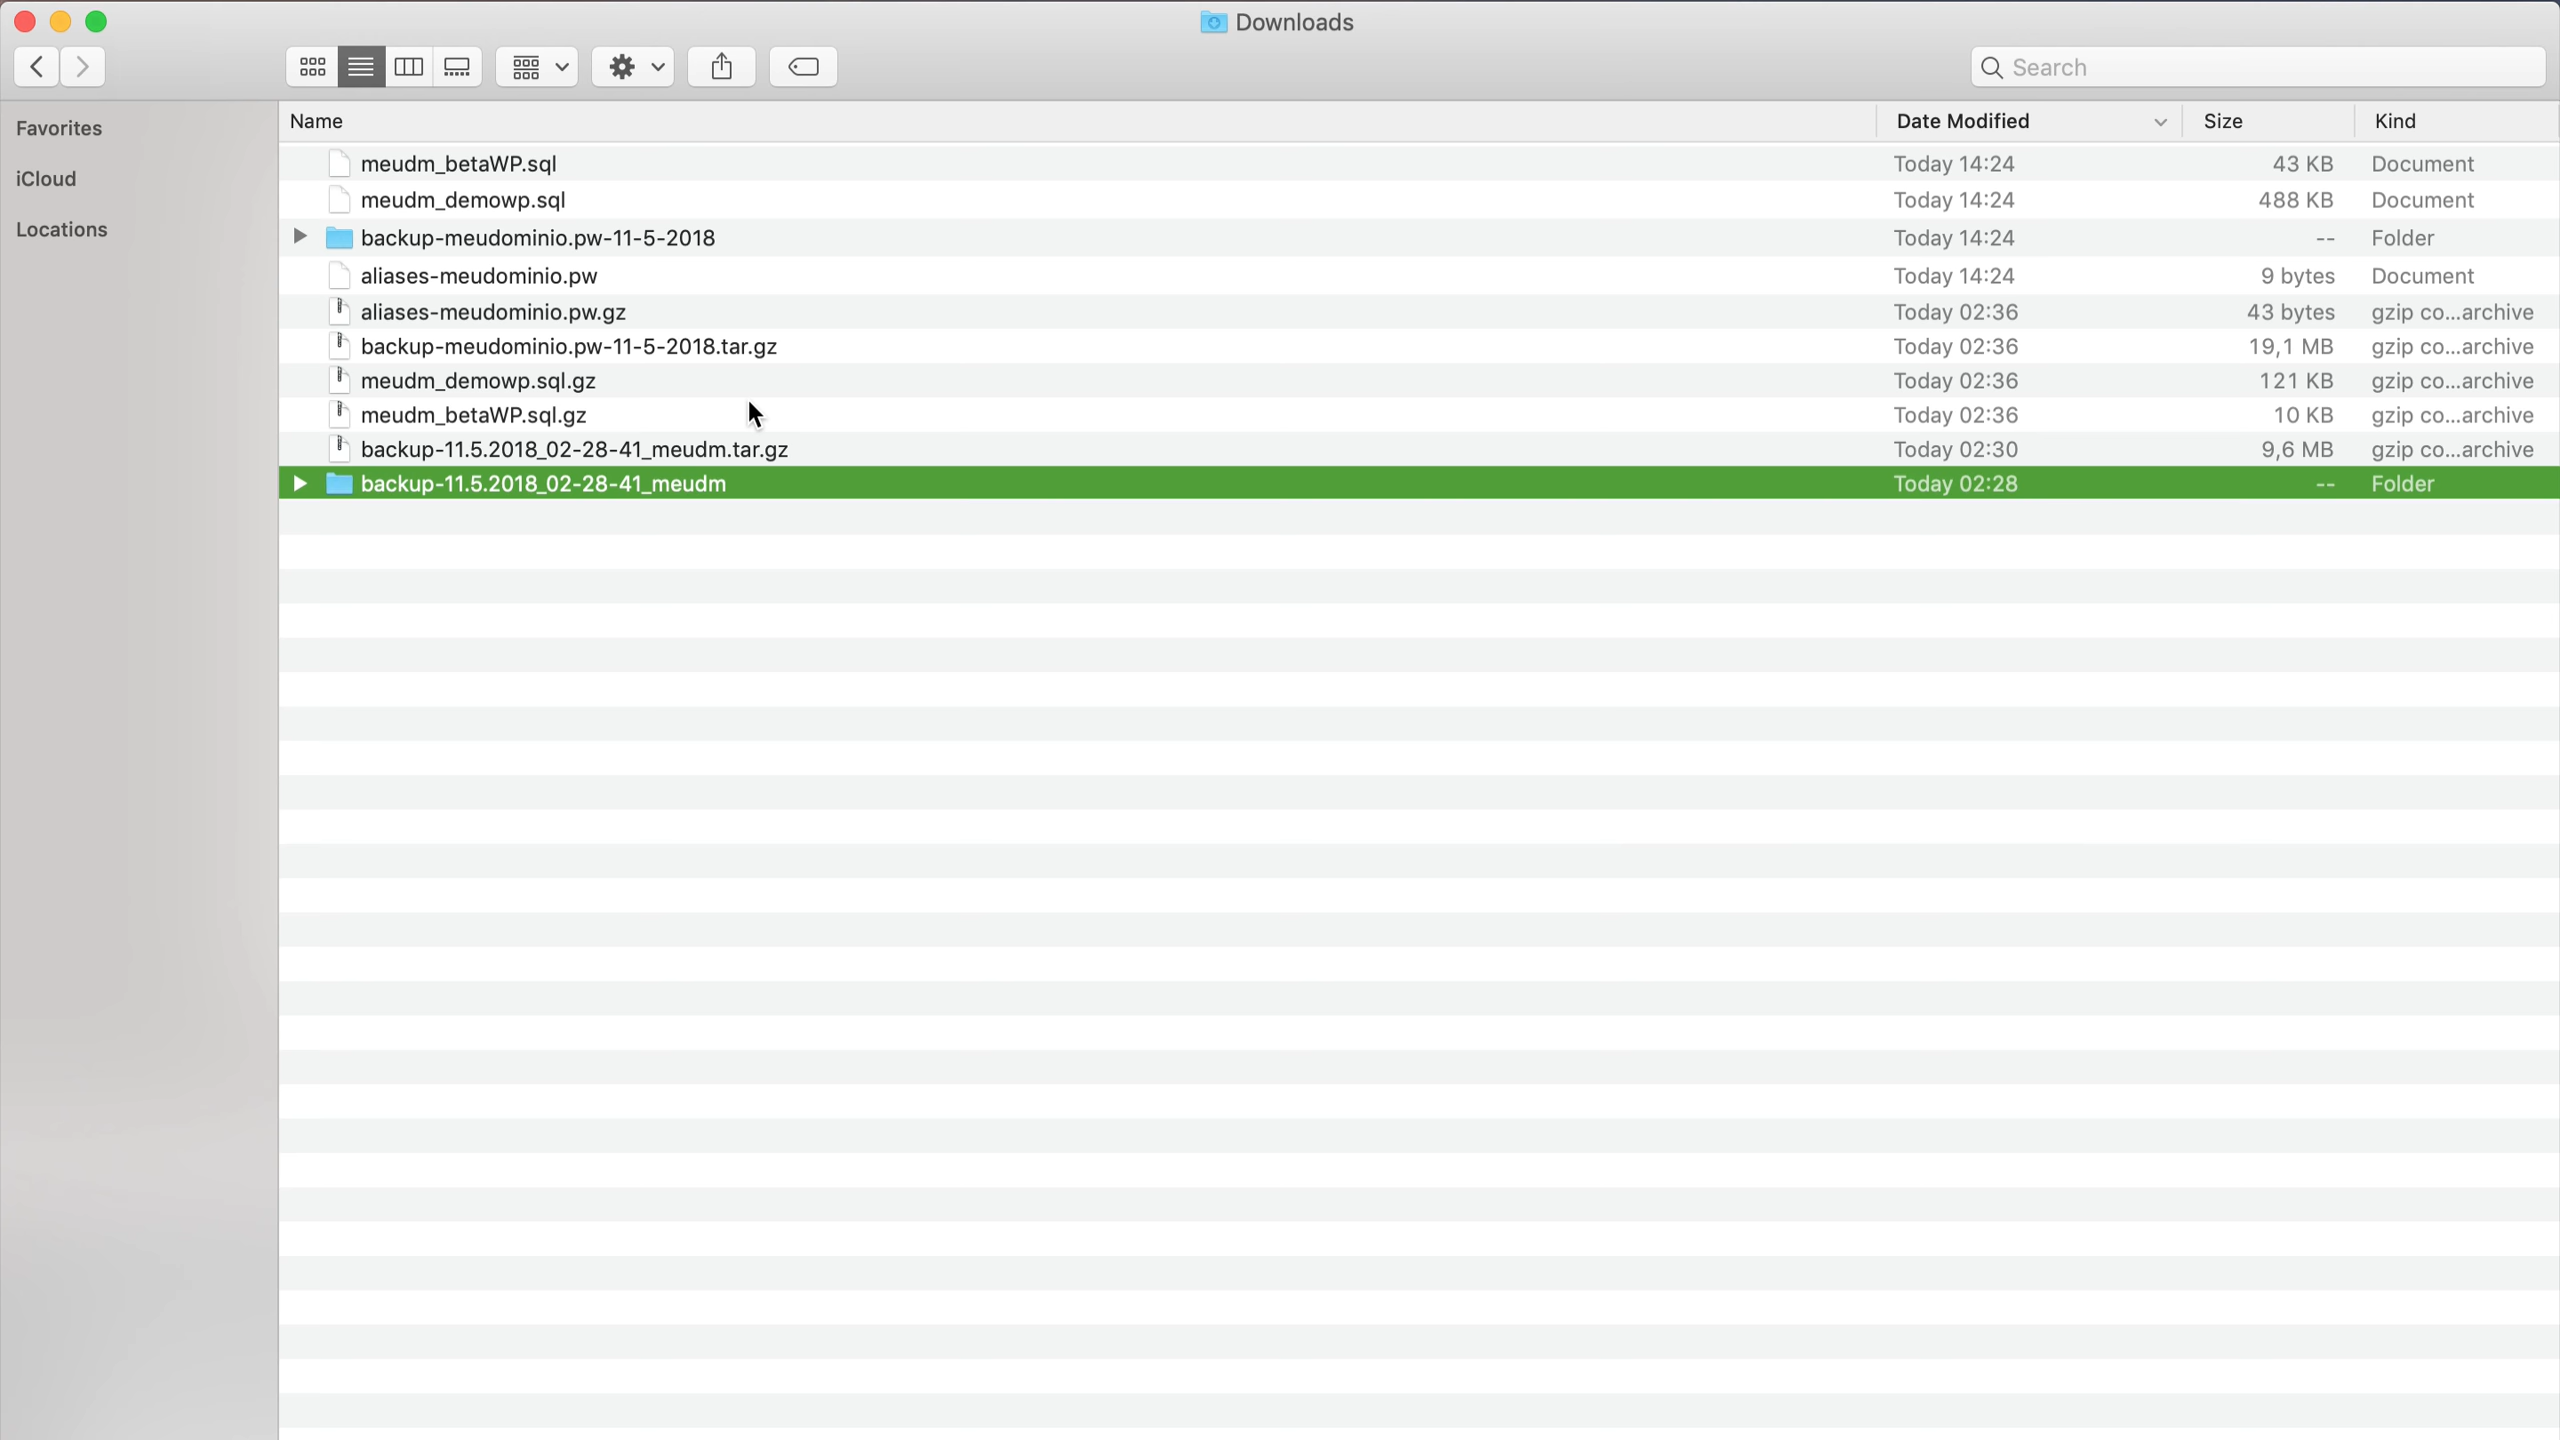 Downloads
Search
Favorites
iCloud
Locations
Name Date Modified Size Kind
meudm_betaWP.sql Today 14:24 43 KB Document
meudm_demowp.sql Today 14:24 488 KB Document
backup-meudominio.pw-11-5-2018 Today 14:24 -- Folder
aliases-meudominio.pw Today 14:24 9 bytes Document
aliases-meudominio.pw.gz Today 02:36 43 bytes gzip co...archive
backup-meudominio.pw-11-5-2018.tar.gz Today 02:36 19,1 MB gzip co...archive
meudm_demowp.sql.gz Today 02:36 121 KB gzip co...archive
meudm_betaWP.sql.gz Today 02:36 10 KB gzip co...archive
backup-11.5.2018_02-28-41_meudm.tar.gz Today 02:30 9,6 MB gzip co...archive
backup-11.5.2018_02-28-41_meudm Today 02:28 -- Folder